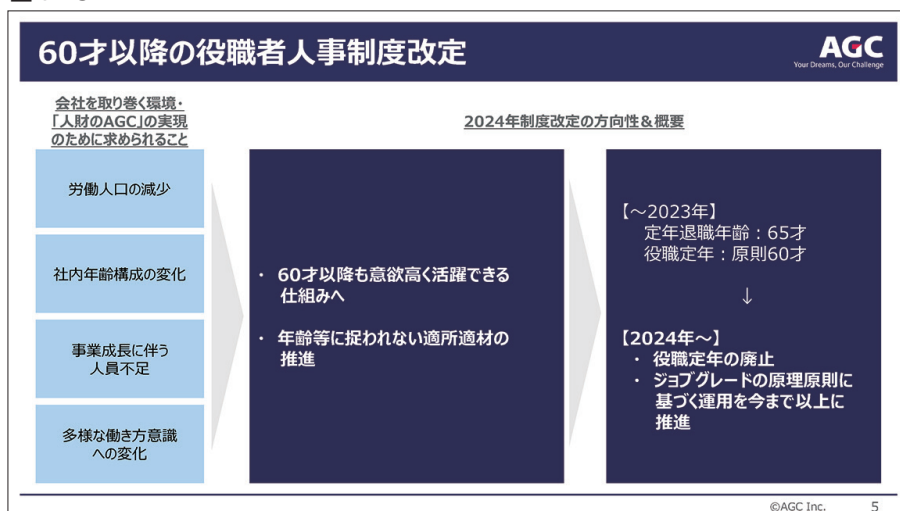 60才以降の役職者人事制度改定
AGC
Your Dreams, Our Challenge
会社を取り巻く環境・
「人財のAGC」の実現
のために求められること
2024年制度改定の方向性&概要
労働人口の減少
社内年齢構成の変化
事業成長に伴う
人員不足
多様な働き方意識
への変化
・ 60才以降も意欲高く活躍できる
仕組みへ
・ 年齢等に捉われない適所適材の
推進
【~2023年】
定年退職年齢：65才
役職定年：原則60才
↓
【2024年~】
・ 役職定年の廃止
・ ジョブグレードの原理原則に
基づく運用を今まで以上に
推進
©AGC Inc. 5